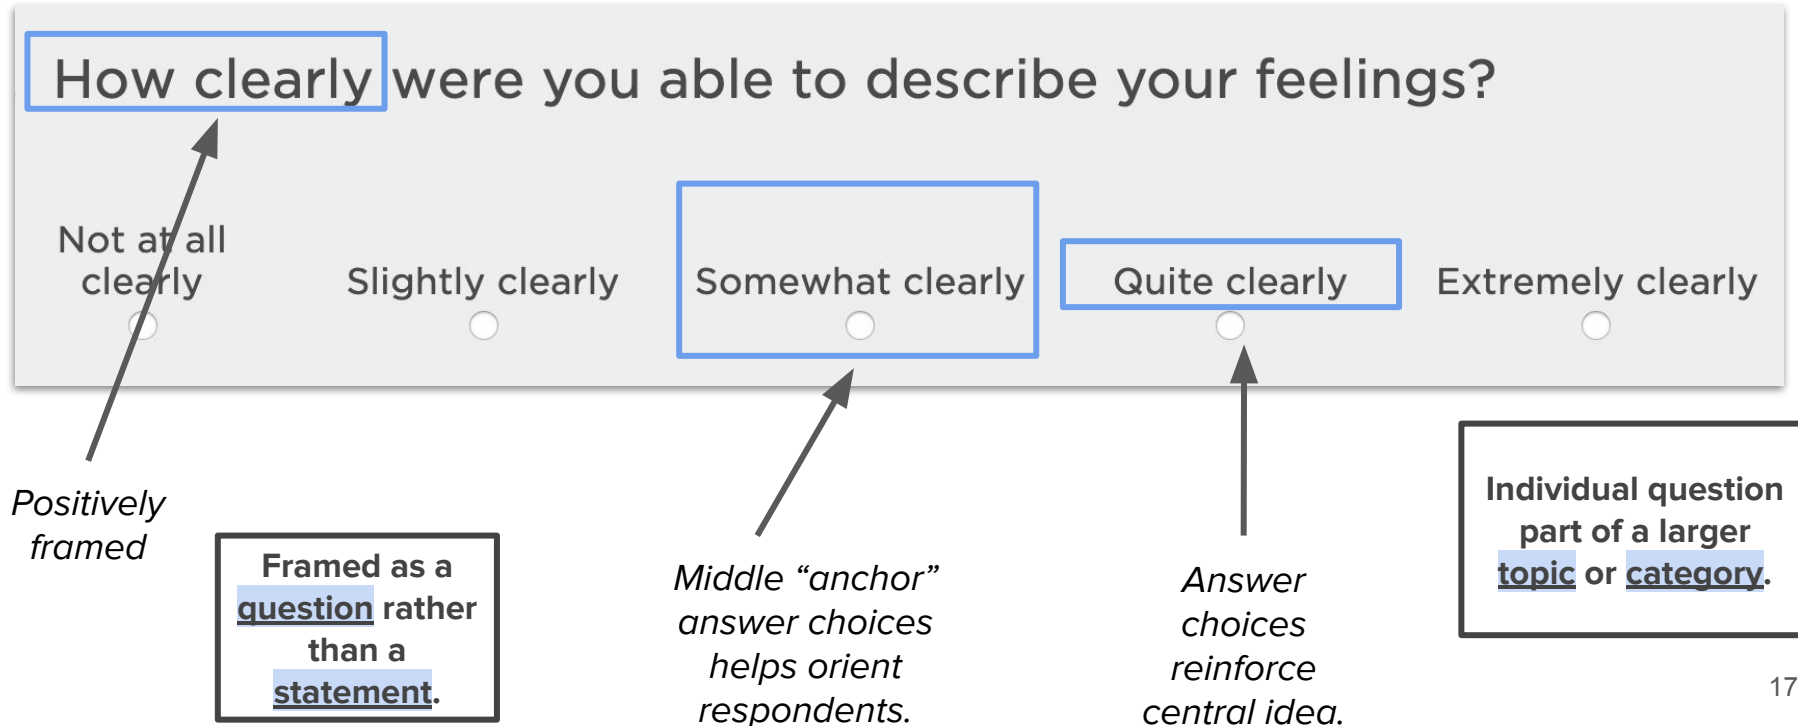 How clearly were you able to describe your feelings?
Not at all
clearly
Slightly clearly
Somewhat clearly
Quite clearly
Extremely clearly
Positively
framed
Framed as a
question rather
than a
statement.
Middle “anchor”
answer choices
helps orient
respondents.
Answer
choices
reinforce
central idea.
Individual question
part of a larger
topic or category.
17